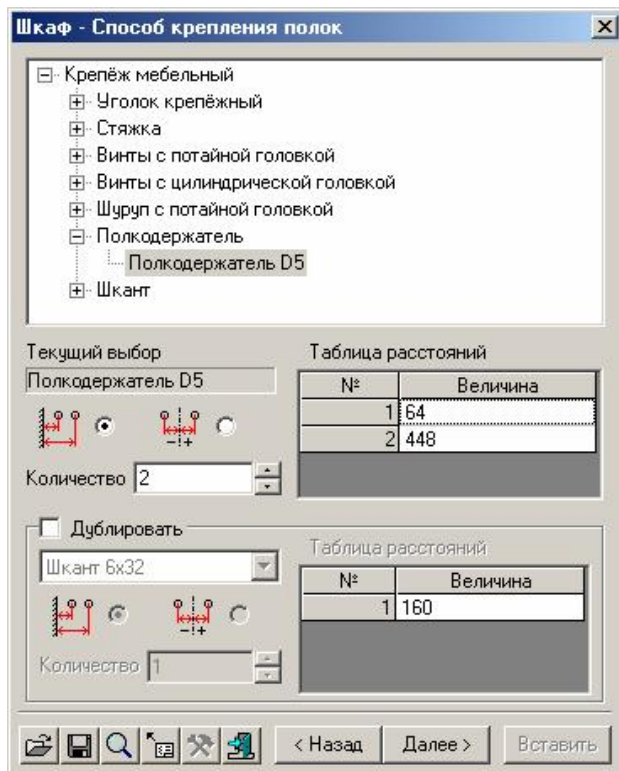 Шкаф - Способ крепления полок
Крепёж мебельный
Уголок крепёжный
Стяжка
Винты с потайной головкой
Винты с цилиндрической головкой
Шуруп с потайной головкой
Полкодержатель
Полкодержатель D5
Шкант
Текущий выбор
Полкодержатель D5
Количество 2
Таблица расстояний
№ Величина
1 64
2 448
Дублировать
Шкант 6x32
Количество 1
Таблица расстояний
№ Величина
1 160
< Назад Далее > Вставить